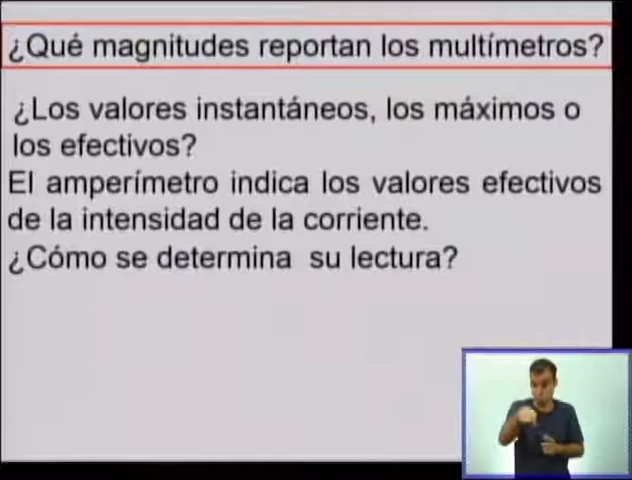 ¿Qué magnitudes reportan los multímetros?
¿Los valores instantáneos, los máximos o
los efectivos?
El amperímetro indica los valores efectivos
de la intensidad de la corriente.
¿Cómo se determina su lectura?